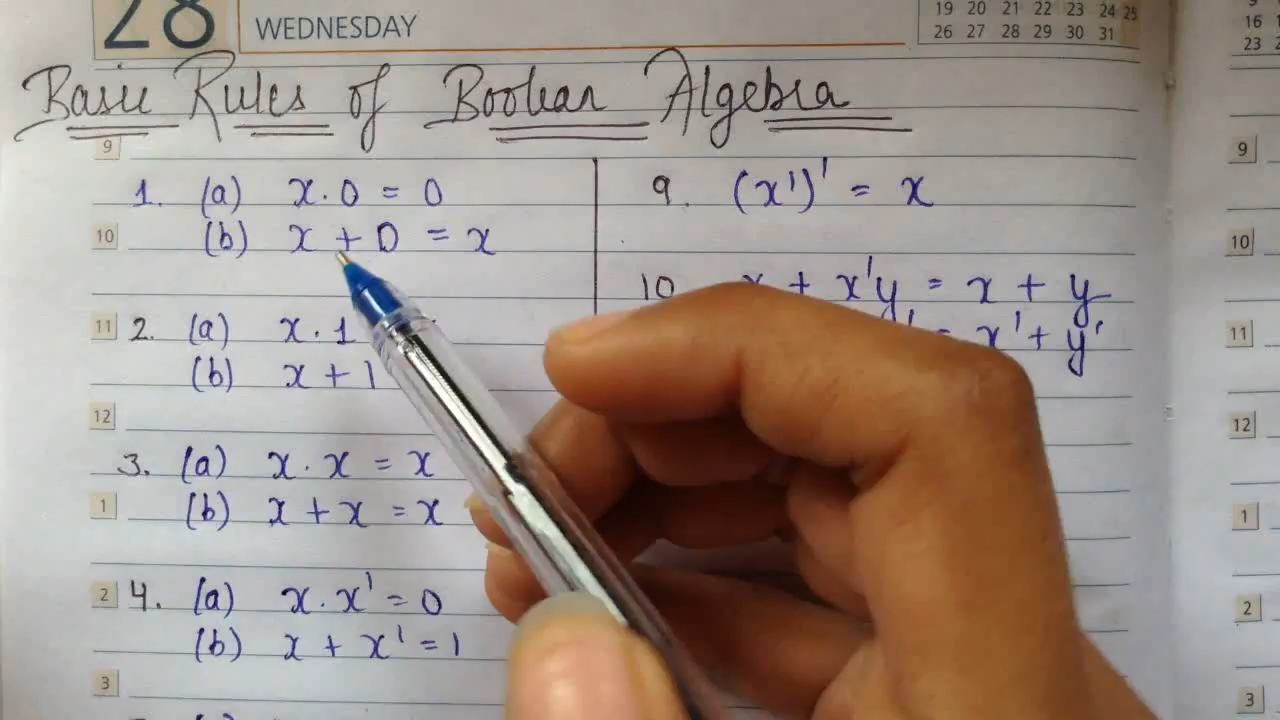 28 WEDNESDAY
19 20 21 22 23 24 25
26 27 28 29 30 31
16
23
Basic Rules of Boolean Algebra
9
1. (a) x . 0 = 0
10 (b) x + 0 = x
11 2. (a) x . 1
(b) x + 1
12
3. (a) x . x = x
1 (b) x + x = x
2 4. (a) x . x' = 0
(b) x + x' = 1
3
9. (x')' = x
10 x + x'y = x + y
= x' + y'
9
10
11
12
1
2
3